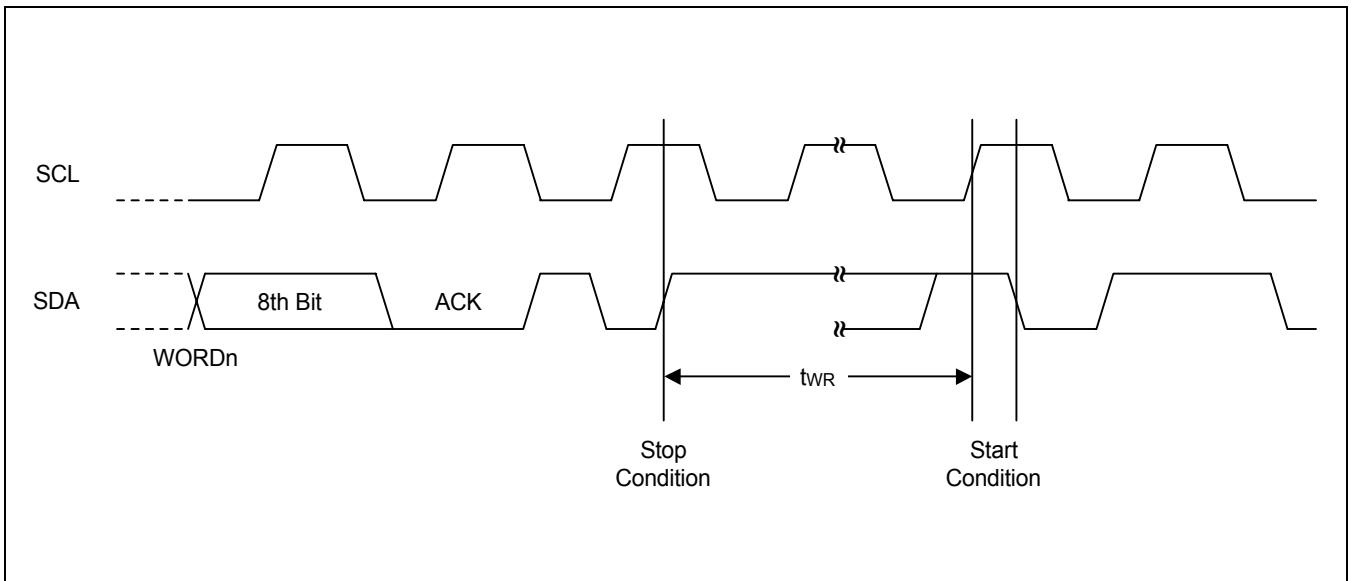 SCL
SDA
8th Bit
ACK
WORDn
tWR
Stop
Condition
Start
Condition